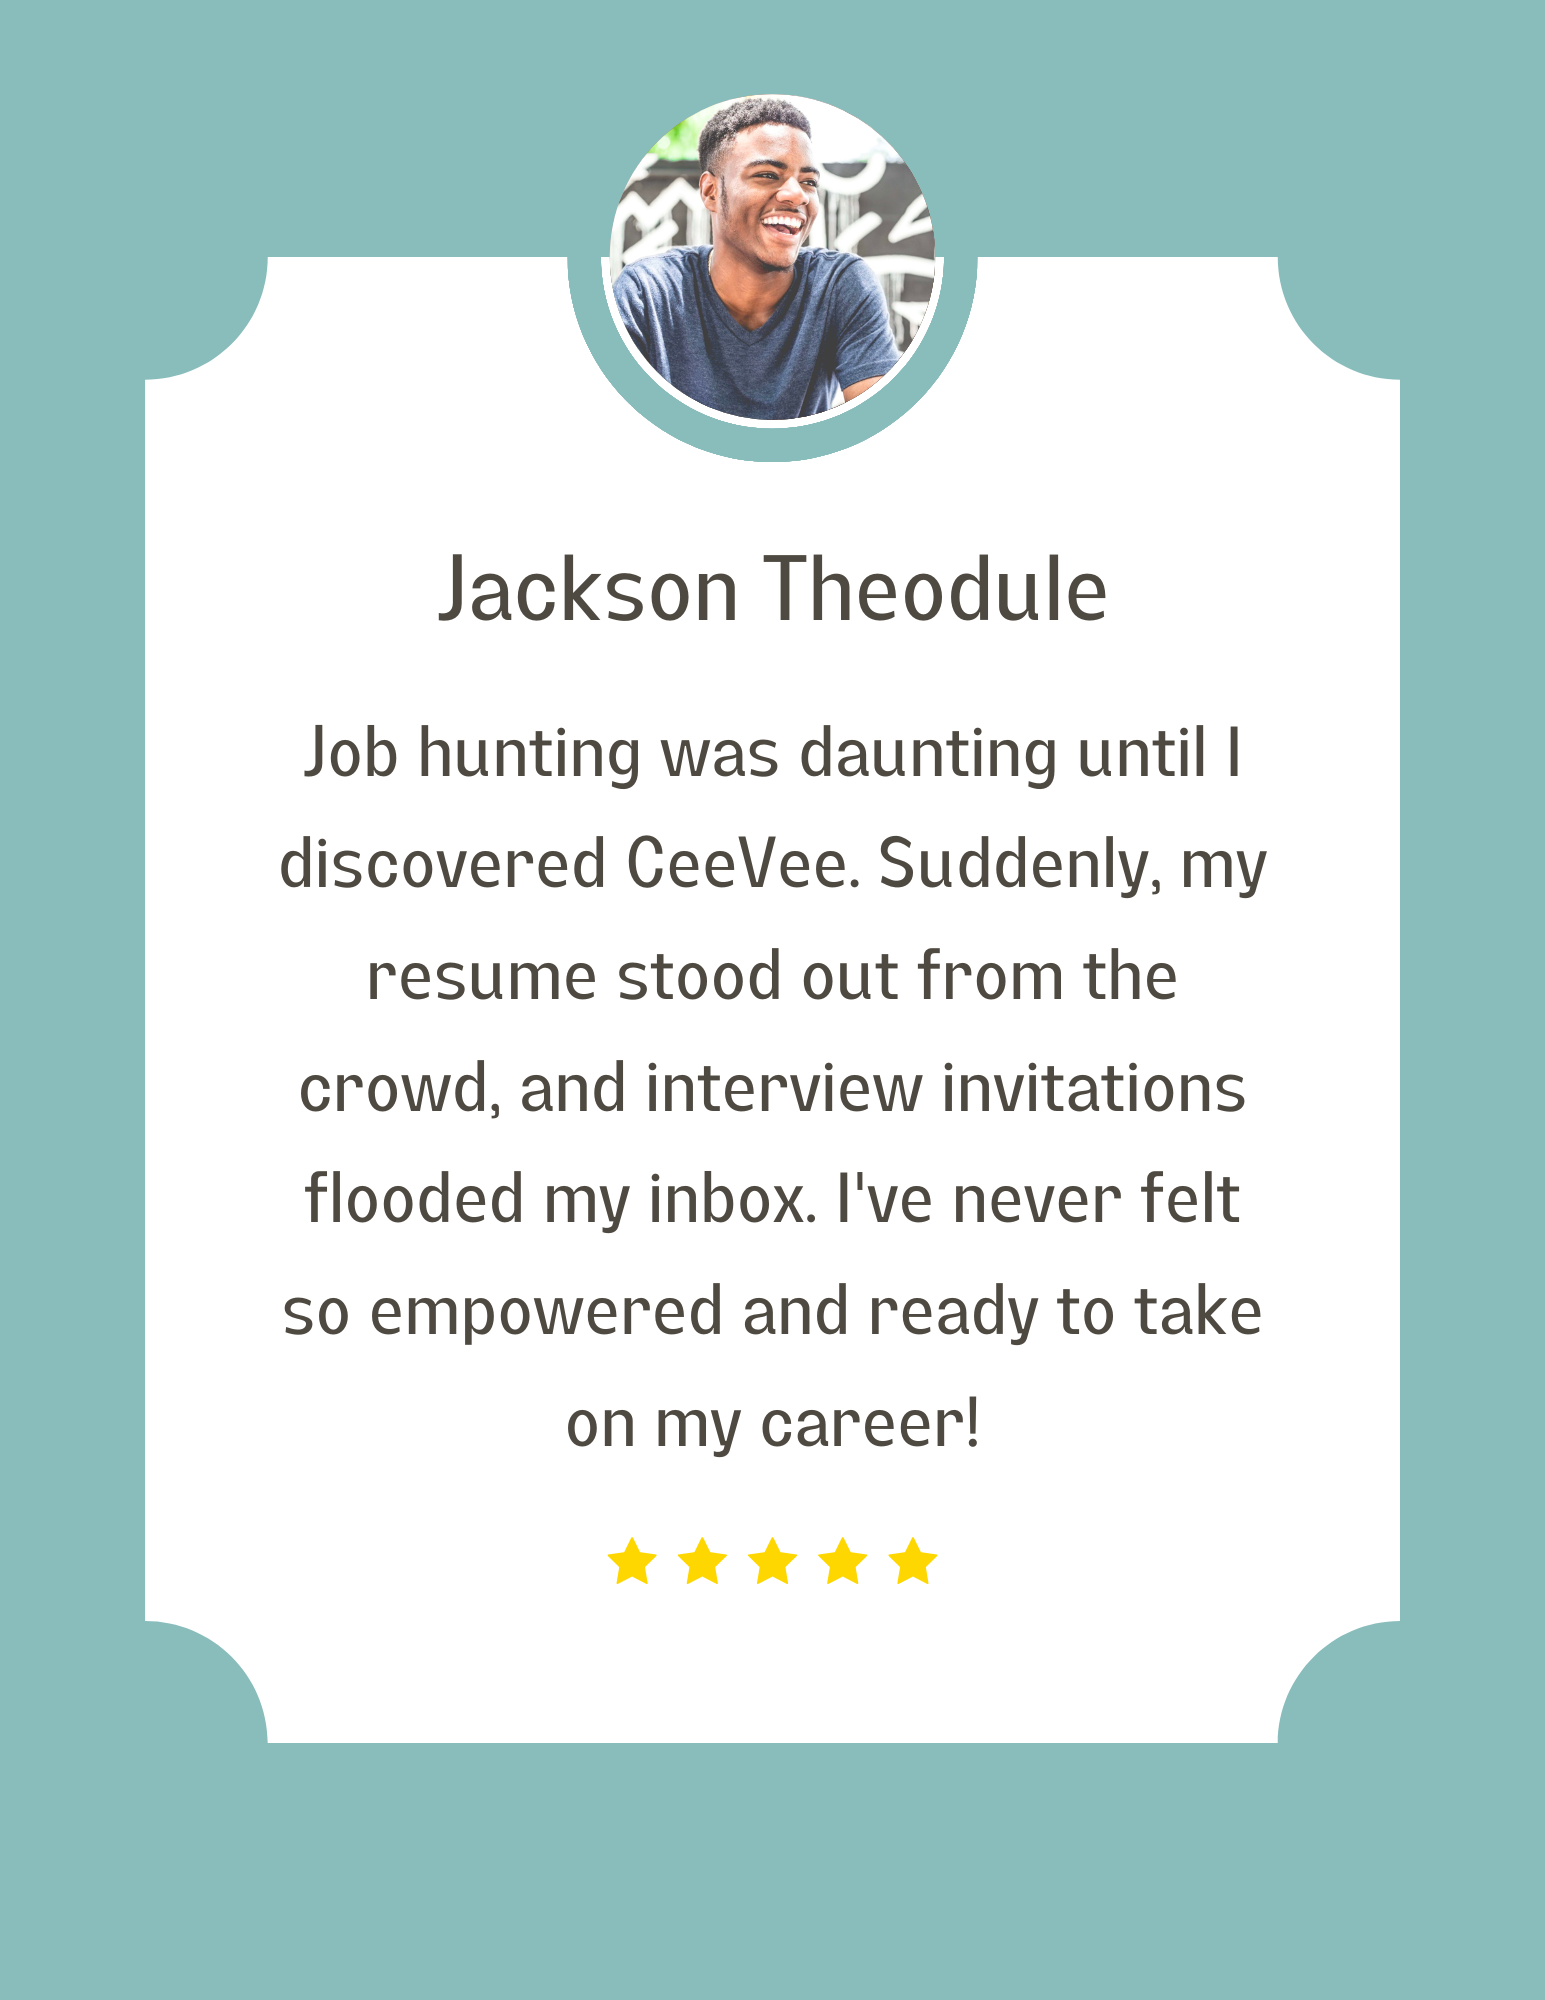 Jackson Theodule
Job hunting was daunting until I
discovered CeeVee. Suddenly, my
resume stood out from the
crowd, and interview invitations
flooded my inbox. I've never felt
so empowered and ready to take
on my career!